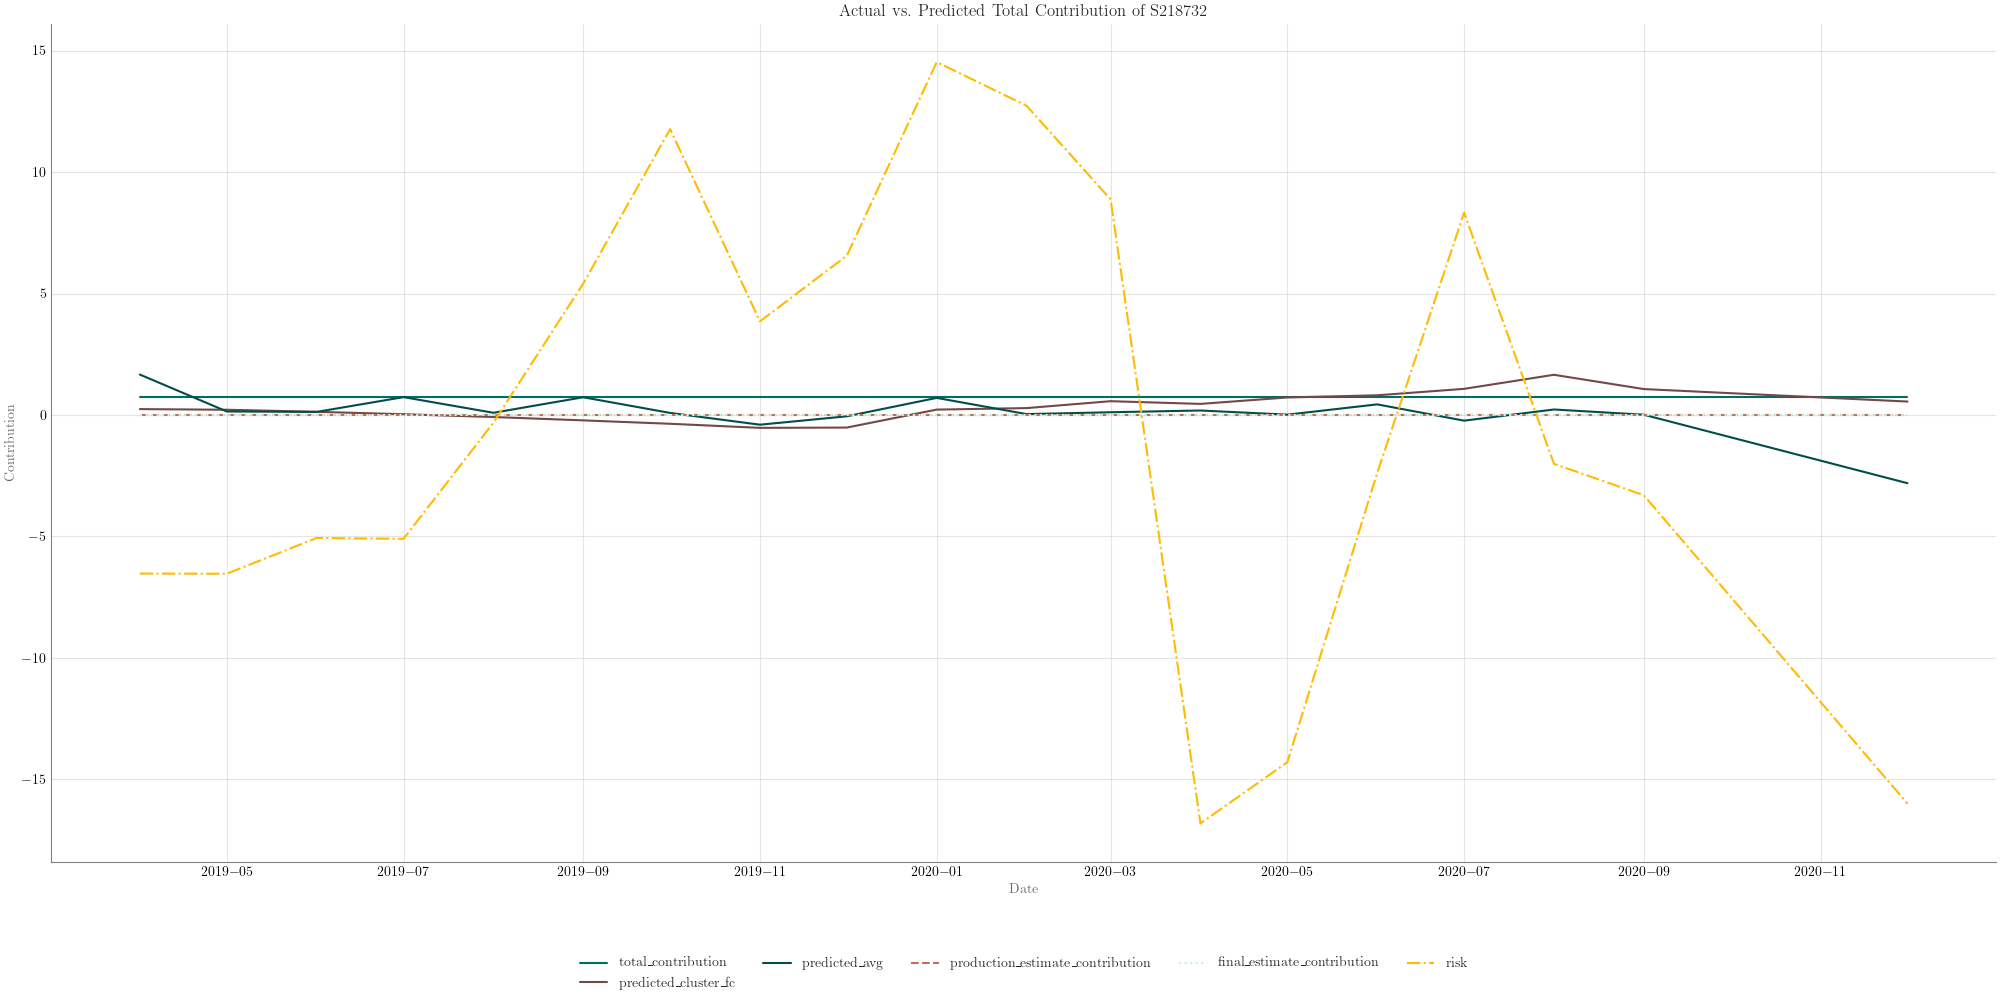 Actual vs. Predicted Total Contribution of S218732
Contribution
15
10
5
0
−5
−10
−15
2019−05 2019−07 2019−09 2019−11 2020−01 2020−03 2020−05 2020−07 2020−09 2020−11
Date
total_contribution predicted_avg production_estimate_contribution final_estimate_contribution risk
predicted_cluster_fc